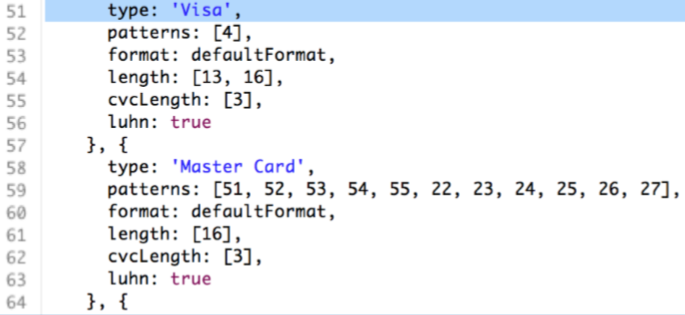 51 type: 'Visa',
52 patterns: [4],
53 format: defaultFormat,
54 length: [13, 16],
55 cvcLength: [3],
56 luhn: true
57 }, {
58 type: 'Master Card',
59 patterns: [51, 52, 53, 54, 55, 22, 23, 24, 25, 26, 27],
60 format: defaultFormat,
61 length: [16],
62 cvcLength: [3],
63 luhn: true
64 }, {